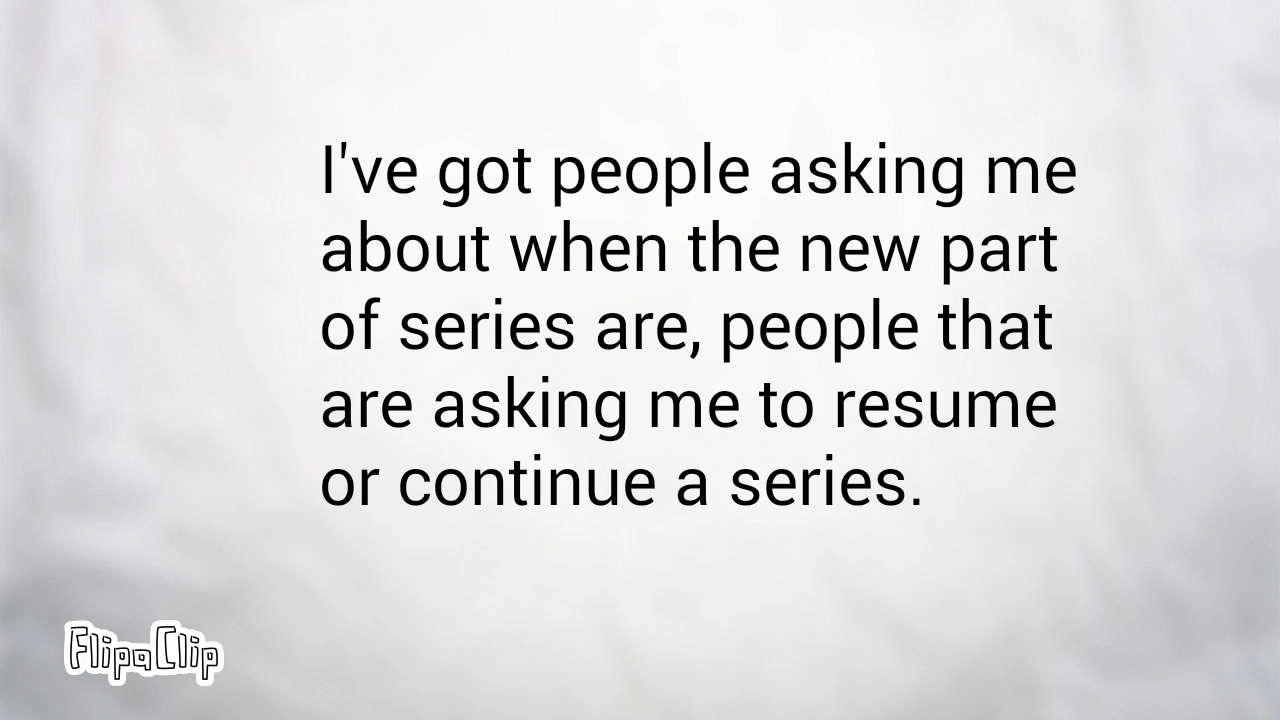 I've got people asking me
about when the new part
of series are, people that
are asking me to resume
or continue a series.
FlipaClip